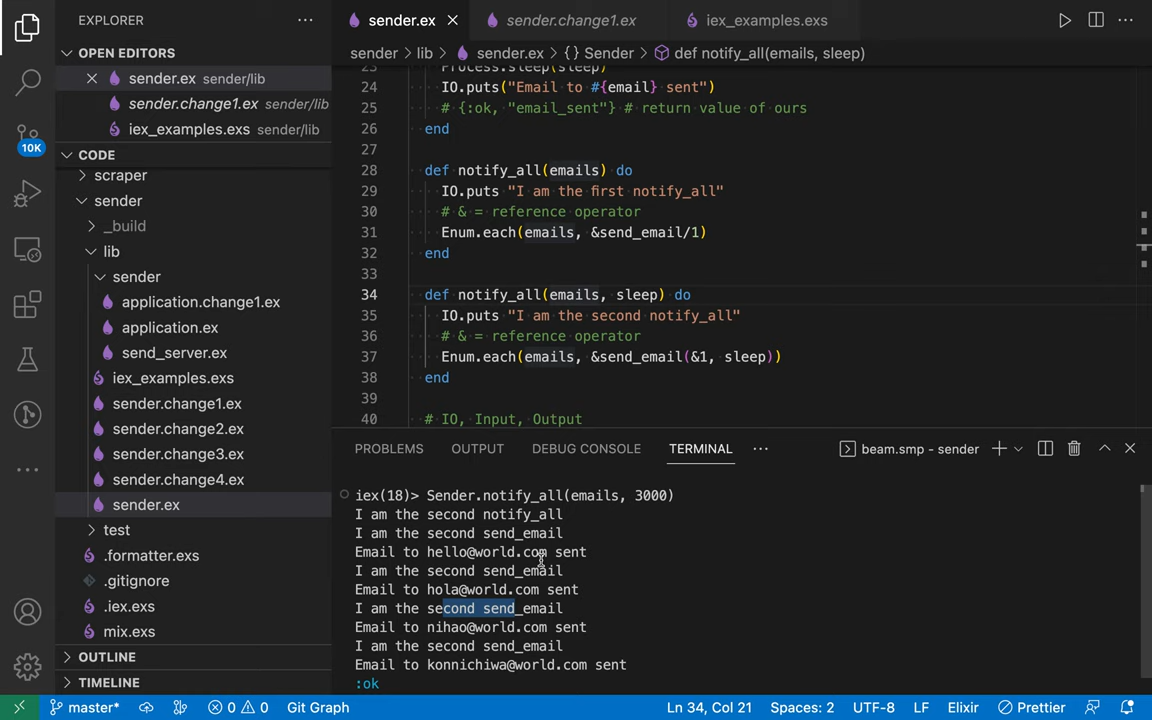 EXPLORER
sender.ex
sender.change1.ex
iex_examples.exs
sender > lib > sender.ex > {} Sender > def notify_all(emails, sleep)
OPEN EDITORS
sender.ex sender/lib
sender.change1.ex sender/lib
iex_examples.exs sender/lib
10K
CODE
scraper
sender
_build
lib
sender
application.change1.ex
application.ex
send_server.ex
iex_examples.exs
sender.change1.ex
sender.change2.ex
sender.change3.ex
sender.change4.ex
sender.ex
test
.formatter.exs
.gitignore
.iex.exs
mix.exs
OUTLINE
TIMELINE
23 Process.sleep(sleep)
24 IO.puts("Email to #{email} sent")
25 # {:ok, "email_sent"} # return value of ours
26 end
27
28 def notify_all(emails) do
29 IO.puts "I am the first notify_all"
30 # & = reference operator
31 Enum.each(emails, &send_email/1)
32 end
33
34 def notify_all(emails, sleep) do
35 IO.puts "I am the second notify_all"
36 # & = reference operator
37 Enum.each(emails, &send_email(&1, sleep))
38 end
39
40 # IO, Input, Output
PROBLEMS OUTPUT DEBUG CONSOLE TERMINAL beam.smp - sender
iex(18)> Sender.notify_all(emails, 3000)
I am the second notify_all
I am the second send_email
Email to hello@world.com sent
I am the second send_email
Email to hola@world.com sent
I am the second send_email
Email to nihao@world.com sent
I am the second send_email
Email to konnichiwa@world.com sent
:ok
master* 0 0 Git Graph Ln 34, Col 21 Spaces: 2 UTF-8 LF Elixir Prettier